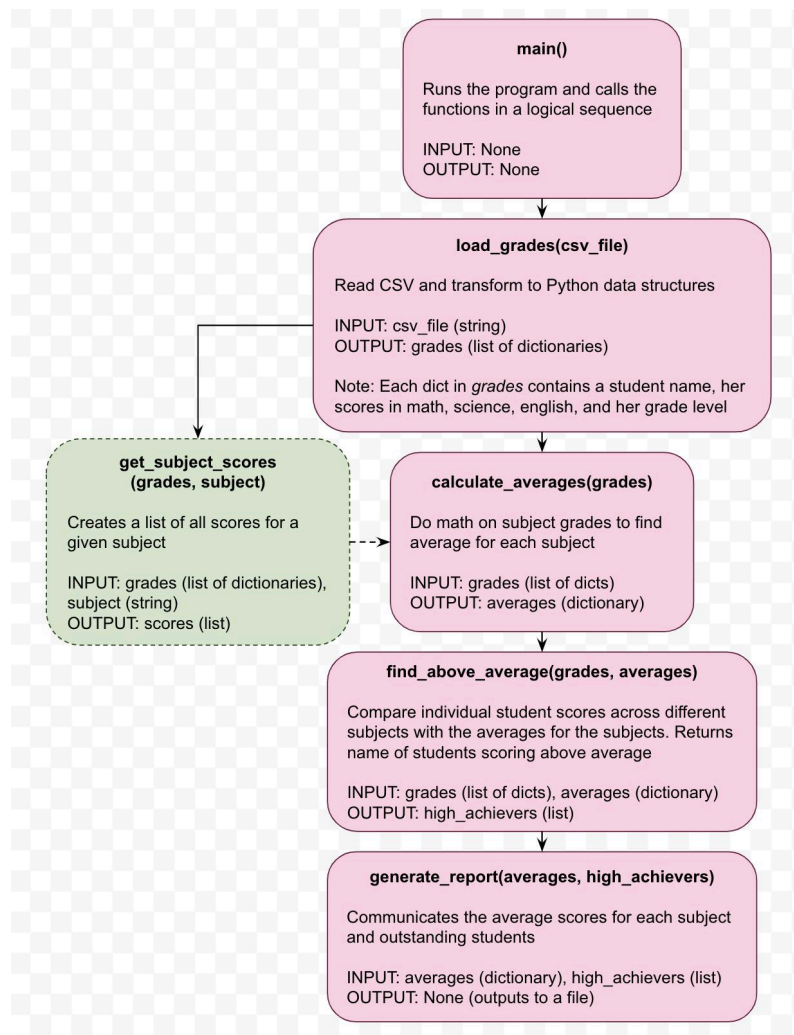 main()
Runs the program and calls the
functions in a logical sequence
INPUT: None
OUTPUT: None
load_grades(csv_file)
Read CSV and transform to Python data structures
INPUT: csv_file (string)
OUTPUT: grades (list of dictionaries)
Note: Each dict in grades contains a student name, her
scores in math, science, english, and her grade level
get_subject_scores
(grades, subject)
Creates a list of all scores for a
given subject
INPUT: grades (list of dictionaries),
subject (string)
OUTPUT: scores (list)
calculate_averages(grades)
Do math on subject grades to find
average for each subject
INPUT: grades (list of dicts)
OUTPUT: averages (dictionary)
find_above_average(grades, averages)
Compare individual student scores across different
subjects with the averages for the subjects. Returns
name of students scoring above average
INPUT: grades (list of dicts), averages (dictionary)
OUTPUT: high_achievers (list)
generate_report(averages, high_achievers)
Communicates the average scores for each subject
and outstanding students
INPUT: averages (dictionary), high_achievers (list)
OUTPUT: None (outputs to a file)